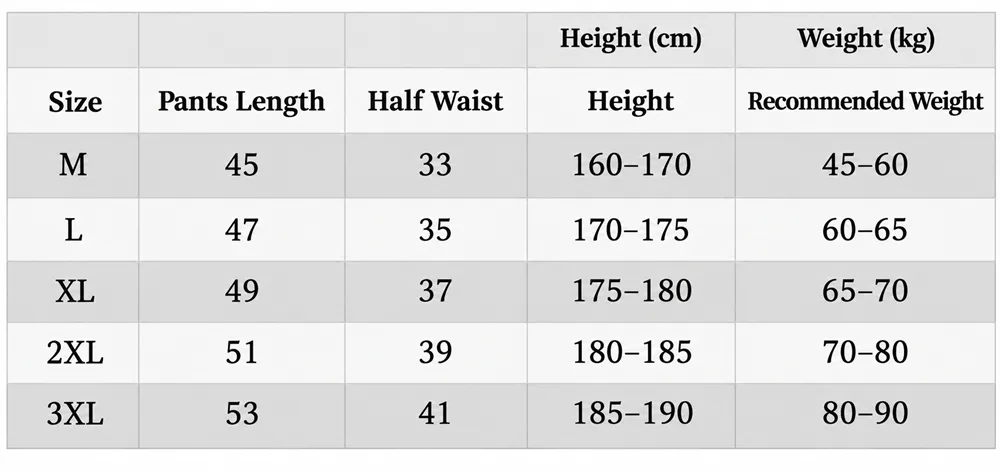 Height (cm) Weight (kg)
Size Pants Length Half Waist Height Recommended Weight
M 45 33 160–170 45–60
L 47 35 170–175 60–65
XL 49 37 175–180 65–70
2XL 51 39 180–185 70–80
3XL 53 41 185–190 80–90